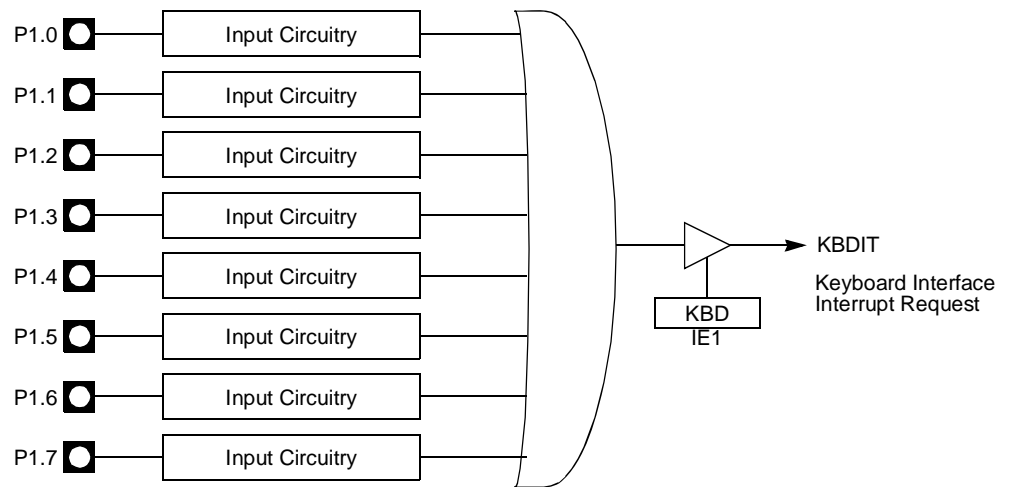 P1.0 Input Circuitry
P1.1 Input Circuitry
P1.2 Input Circuitry
P1.3 Input Circuitry
P1.4 Input Circuitry
P1.5 Input Circuitry
P1.6 Input Circuitry
P1.7 Input Circuitry
KBDIT
Keyboard Interface
Interrupt Request
KBD
IE1